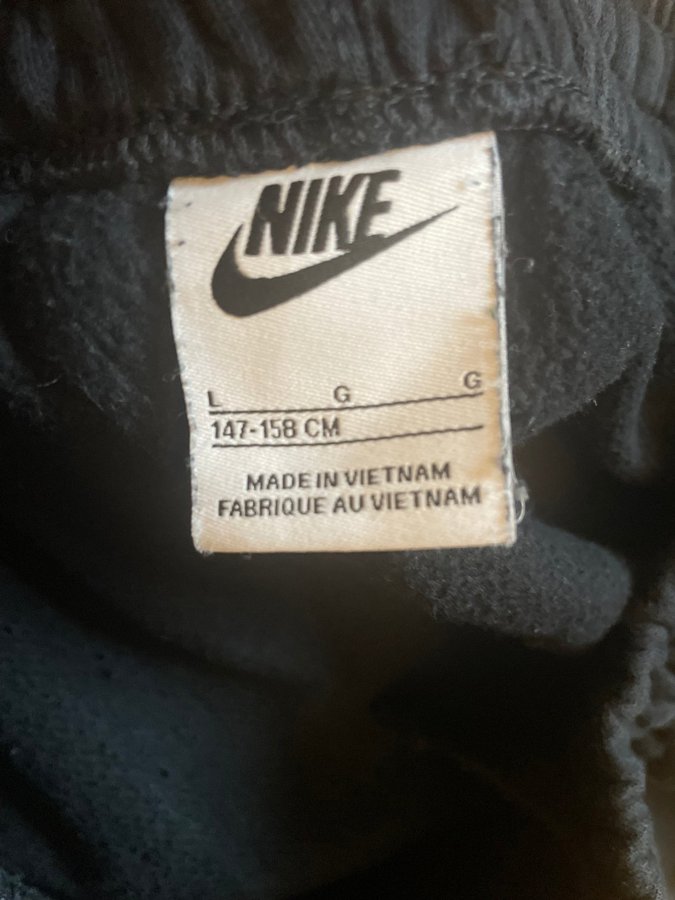 NIKE
L G G
147-158 CM
MADE IN VIETNAM
FABRIQUE AU VIETNAM